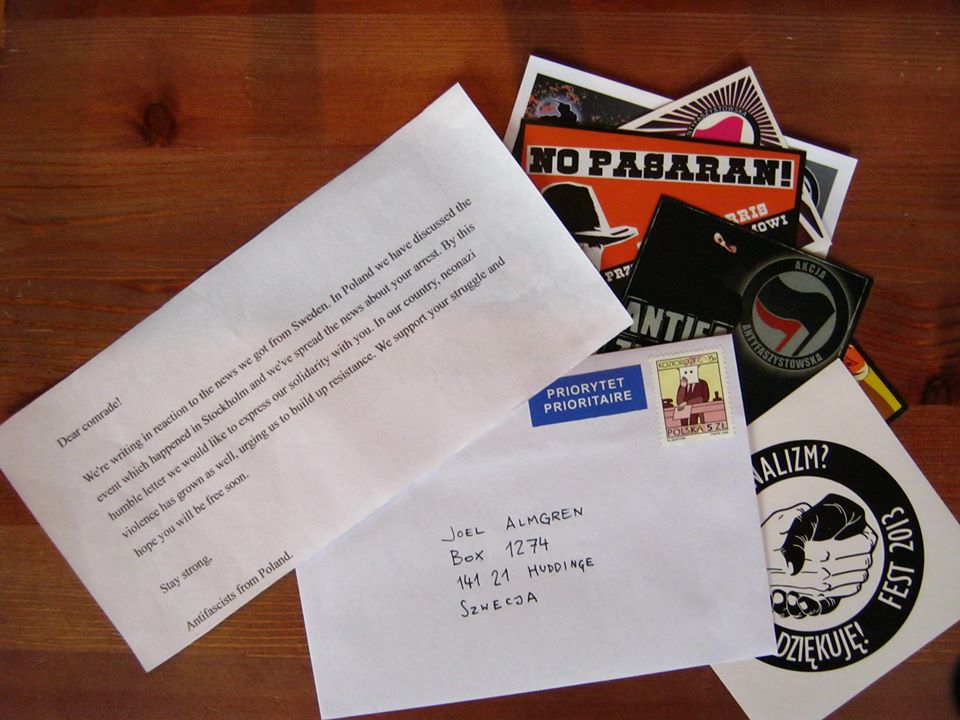 Dear comrade!
We're writing in reaction to the news we got from Sweden. In Poland we have discussed the
event which happened in Stockholm and we've spread the news about your arrest. By this
humble letter we would like to express our solidarity with you. In our country, neonazi
violence has grown as well, urging us to build up resistance. We support your struggle and
hope you will be free soon.
Stay strong,
Antifascists from Poland.
PRIORYTET
PRIORITAIRE
POLSKA 5 ZŁ
JOEL ALMGREN
BOX 1274
141 21 HUDDINGE
SZWECJA
NO PASARAN!
AKCJA
ANTYFASZYSTOWSKA
FEST 2013
DZIĘKUJĘ!